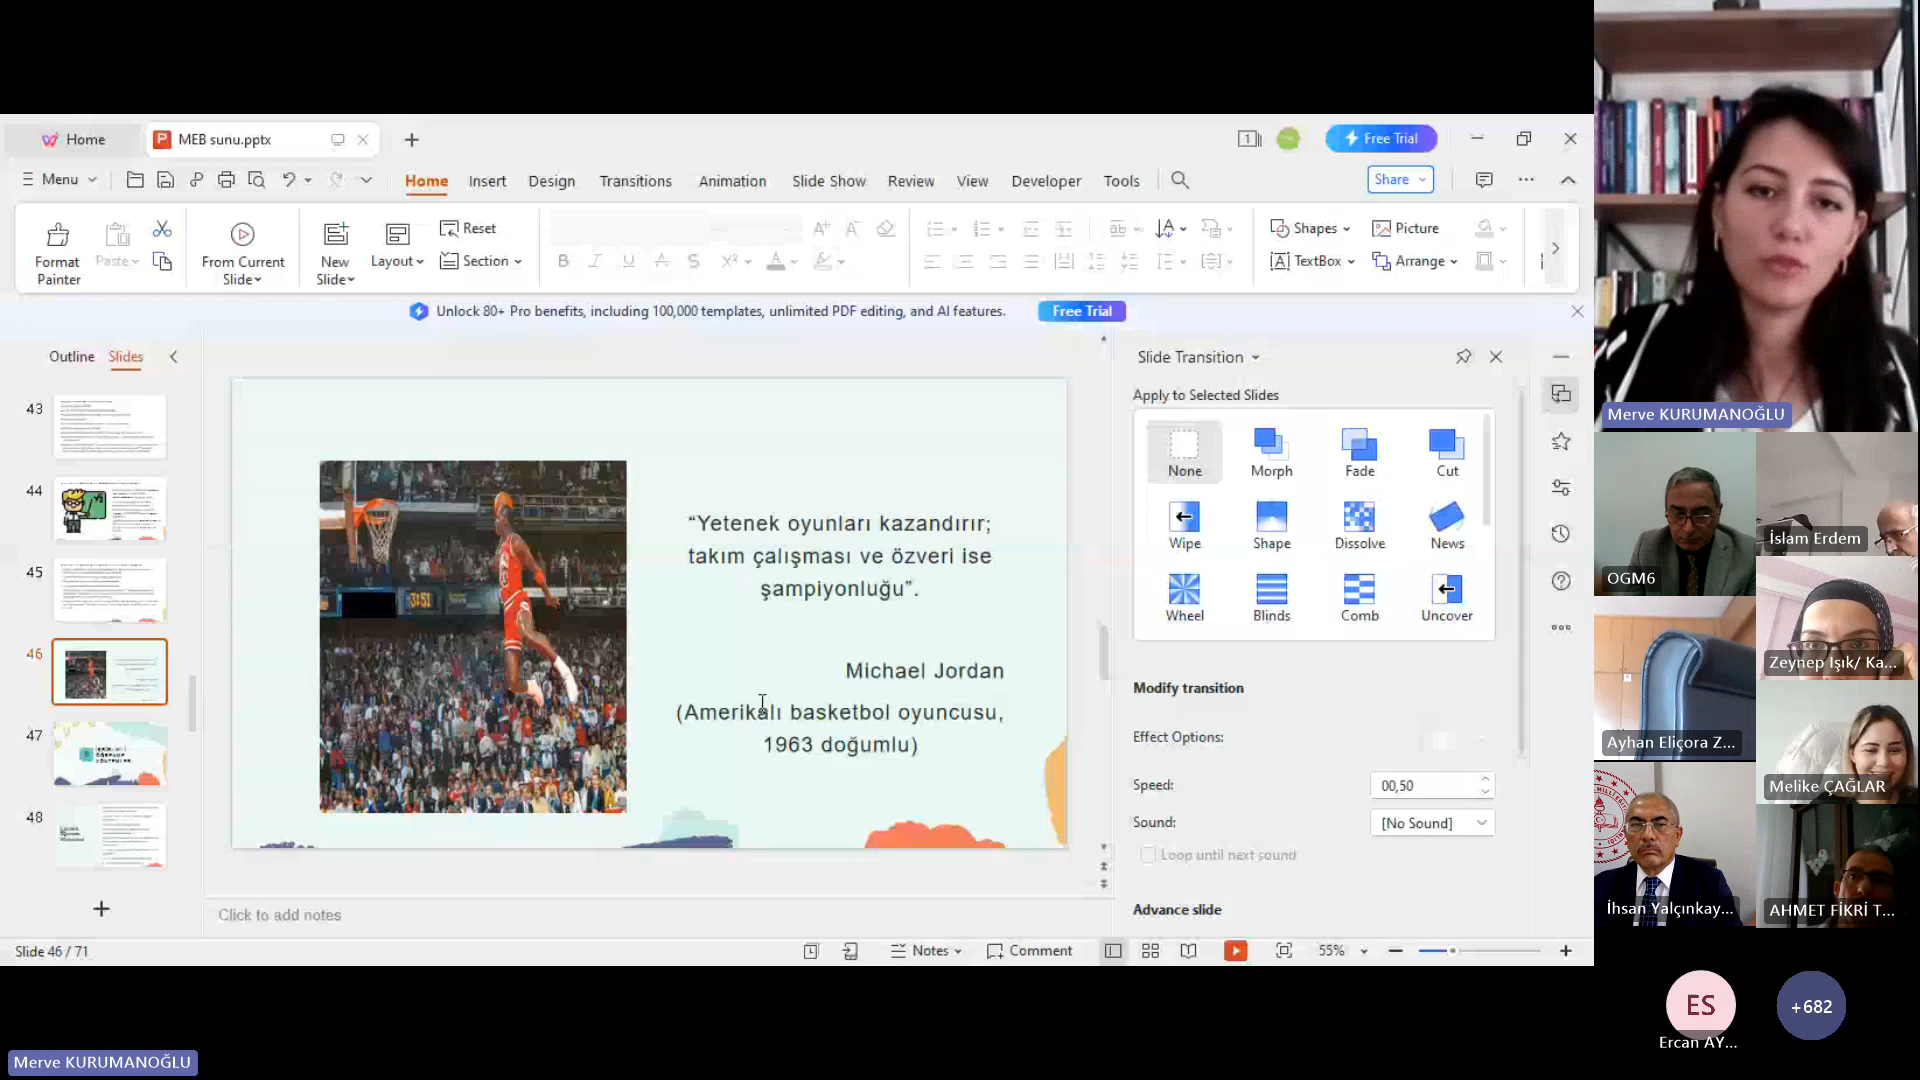 Home
MEB sunu.pptx
Free Trial
Menu
Home
Insert
Design
Transitions
Animation
Slide Show
Review
View
Developer
Tools
Share
Format Painter
Paste
From Current Slide
New Slide
Layout
Reset
Section
Shapes
Picture
TextBox
Arrange
Unlock 80+ Pro benefits, including 100,000 templates, unlimited PDF editing, and AI features.
Free Trial
Outline
Slides
43
44
45
46
47
48
“Yetenek oyunları kazandırır;
takım çalışması ve özveri ise
şampiyonluğu”.
Michael Jordan
(Amerikalı basketbol oyuncusu,
1963 doğumlu)
Slide Transition
Apply to Selected Slides
None
Morph
Fade
Cut
Wipe
Shape
Dissolve
News
Wheel
Blinds
Comb
Uncover
Modify transition
Effect Options:
Speed:
00,50
Sound:
[No Sound]
Loop until next sound
Advance slide
Click to add notes
Slide 46 / 71
Notes
Comment
55%
Merve KURUMANOĞLU
OGM6
İslam Erdem
Zeynep Işık/ Ka...
Ayhan Eliçora Z...
Melike ÇAĞLAR
İhsan Yalçınkay...
AHMET FİKRİ T...
ES
Ercan AY...
+682
Merve KURUMANOĞLU